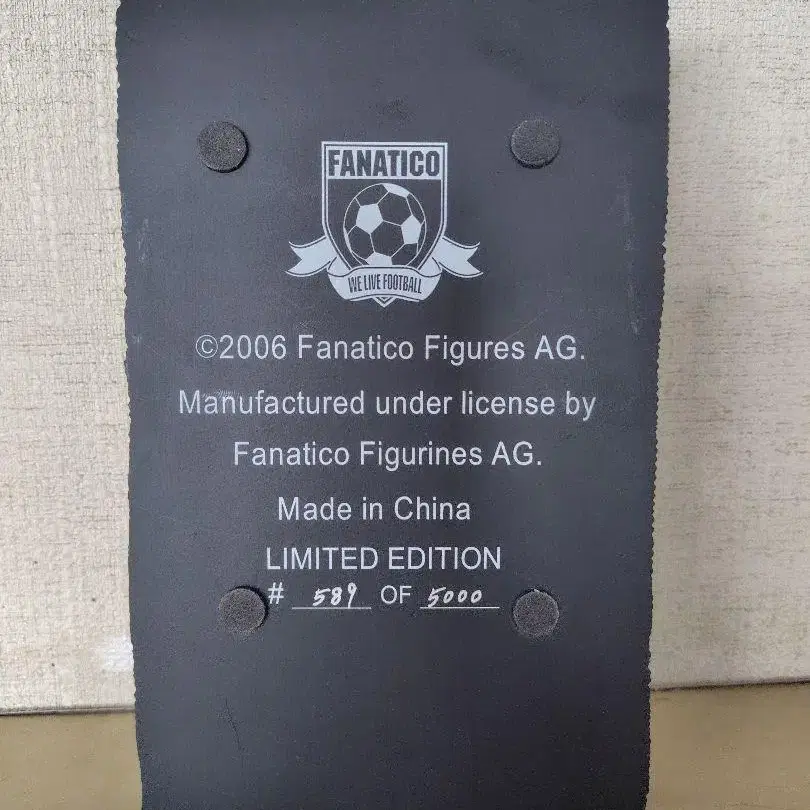 FANATICO
WE LIVE FOOTBALL
©2006 Fanatico Figures AG.
Manufactured under license by
Fanatico Figurines AG.
Made in China
LIMITED EDITION
# 589 OF 5000